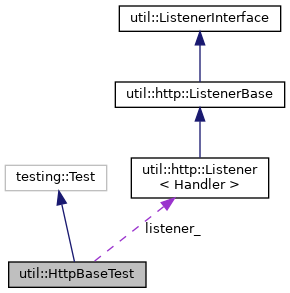 util::ListenerInterface
util::http::ListenerBase
testing::Test
util::http::Listener
< Handler >
listener_
util::HttpBaseTest